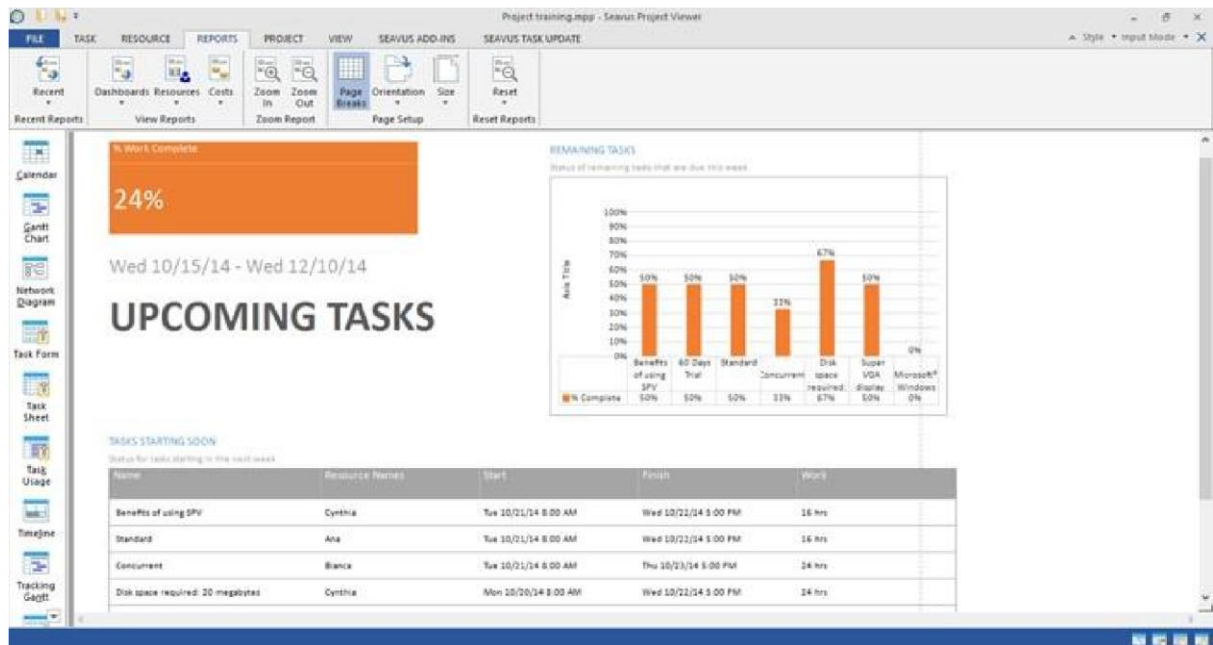 Project training.mpp - Seavus Project Viewer
FILE TASK RESOURCE REPORTS PROJECT VIEW SEAVUS ADD-INS SEAVUS TASK UPDATE Style Input Mode
Recent Dashboards Resources Costs Zoom In Zoom Out Page Breaks Orientation Size Reset
Recent Reports View Reports Zoom Report Page Setup Reset Reports
Calendar
Gantt Chart
Network Diagram
Task Form
Task Sheet
Task Usage
Timeline
Tracking Gantt
% Work Complete
24%
Wed 10/15/14 - Wed 12/10/14
UPCOMING TASKS
REMAINING TASKS
Status of remaining tasks that are due this week
100%
90%
80%
70%
60%
50%
40%
30%
20%
10%
0%
Axis Title
50% 50% 50% 33% 67% 50% 0%
Benefits of using SPV
60 Days Trial
Standard
Concurrent
Disk space required:
Super VGA display
Microsoft® Windows
% Complete 50% 50% 50% 33% 67% 50% 0%
TASKS STARTING SOON
Status for tasks starting in the next week
Name Resource Names Start Finish Work
Benefits of using SPV Cynthia Tue 10/21/14 8:00 AM Wed 10/22/14 5:00 PM 16 hrs
Standard Ana Tue 10/21/14 8:00 AM Wed 10/22/14 5:00 PM 16 hrs
Concurrent Bianca Tue 10/21/14 8:00 AM Thu 10/23/14 5:00 PM 24 hrs
Disk space required: 20 megabytes Cynthia Mon 10/20/14 8:00 AM Wed 10/22/14 5:00 PM 24 hrs